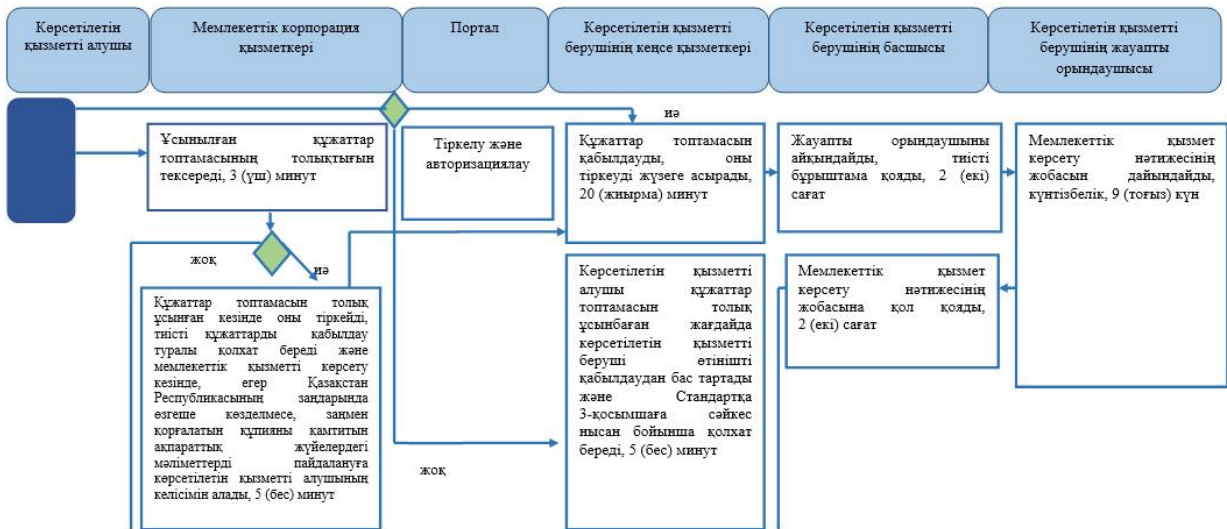 Көрсетілетін
қызметті алушы
Мемлекеттік корпорация
қызметкері
Портал
Көрсетілетін қызметті
берушінің кеңсе қызметкері
Көрсетілетін қызметті
берушінің басшысы
Көрсетілетін қызметті
берушінің жауапты
орындаушысы
иә
Ұсынылған құжаттар
топтамасының толықтығын
тексереді, 3 (үш) минут
Тіркелу және
авторизациялау
Құжаттар топтамасын
қабылдауды, оны
тіркеуді жүзеге асырады,
20 (жиырма) минут
Жауапты орындаушыны
айқындайды, тиісті
бұрыштама қояды, 2 (екі)
сағат
Мемлекеттік қызмет
көрсету нәтижесінің
жобасын дайындайды,
күнтізбелік, 9 (тоғыз) күн
жоқ
иә
Құжаттар топтамасын толық
ұсынған кезінде оны тіркейді,
тиісті құжаттарды қабылдау
туралы қолхат береді және
мемлекеттік қызметті көрсету
кезінде, егер Қазақстан
Республикасының заңдарында
өзгеше көзделмесе, заңмен
қорғалатын құпияны қамтитын
ақпараттық жүйелердегі
мәліметтерді пайдалануға
көрсетілетін қызметті алушының
келісімін алады, 5 (бес) минут
жоқ
Көрсетілетін қызметті
алушы құжаттар
топтамасын толық
ұсынбаған жағдайда
көрсетілетін қызметті
беруші өтінішті
қабылдаудан бас тартады
және Стандартқа
3-қосымшаға сәйкес
нысан бойынша қолхат
береді, 5 (бес) минут
Мемлекеттік қызмет
көрсету нәтижесінің
жобасына қол қояды,
2 (екі) сағат